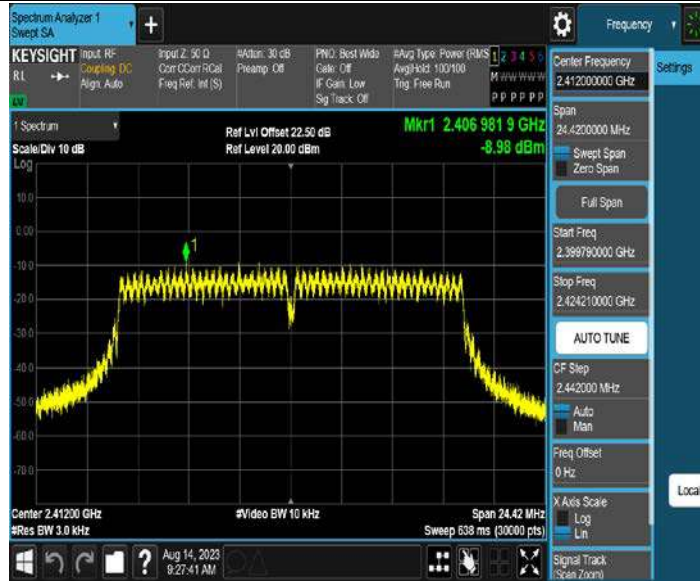 Spectrum Analyzer 1
Swept SA
+
Frequency
KEYSIGHT
Input: RF
Coupling: DC
Align: Auto
Input Z: 50 Ω
Corr CCorr RCal
Freq Ref: Int (S)
#Atten: 30 dB
Preamp: Off
PNO: Best Wide
Gate: Off
IF Gain: Low
Sig Track: Off
#Avg Type: Power (RMS
Avg|Hold: 100/100
Trig: Free Run
1 2 3 4 5 6
M W W W W W
P P P P P P
RL
1 Spectrum
Scale/Div 10 dB
Log
Ref Lvl Offset 22.50 dB
Ref Level 20.00 dBm
Mkr1 2.406 981 9 GHz
-8.98 dBm
10.0
0.00
-10.0
-20.0
-30.0
-40.0
-50.0
-60.0
-70.0
1
Center 2.41200 GHz
#Res BW 3.0 kHz
#Video BW 10 kHz
Span 24.42 MHz
Sweep 638 ms (30000 pts)
?
Aug 14, 2023
9:27:41 AM
Center Frequency
2.412000000 GHz
Span
24.4200000 MHz
Swept Span
Zero Span
Full Span
Start Freq
2.399790000 GHz
Stop Freq
2.424210000 GHz
AUTO TUNE
CF Step
2.442000 MHz
Auto
Man
Freq Offset
0 Hz
X Axis Scale
Log
Lin
Signal Track
(Span Zoom)
Settings
Local